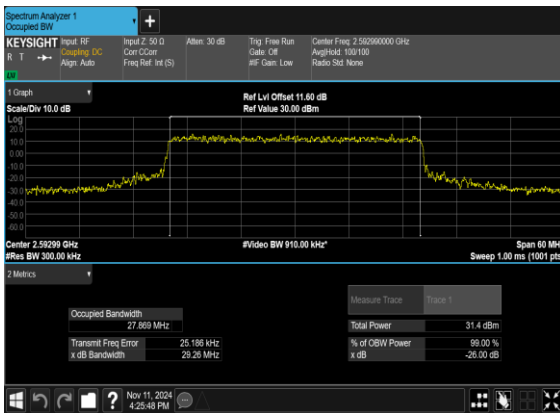 Spectrum Analyzer 1
Occupied BW
+
KEYSIGHT
Input: RF
Coupling: DC
Align: Auto
Input Z: 50 Ω
Corr CCorr
Freq Ref: Int (S)
Atten: 30 dB
Trig: Free Run
Gate: Off
#IF Gain: Low
Center Freq: 2.592990000 GHz
Avg|Hold: 100/100
Radio Std: None
R T
LV
1 Graph
Scale/Div 10.0 dB
Ref Lvl Offset 11.60 dB
Ref Value 30.00 dBm
Log
20.0
10.0
0.00
-10.0
-20.0
-30.0
-40.0
-50.0
-60.0
Center 2.59299 GHz
#Video BW 910.00 kHz*
Span 60 MH
#Res BW 300.00 kHz
Sweep 1.00 ms (1001 pts
2 Metrics
Measure Trace
Trace 1
Occupied Bandwidth
27.869 MHz
Total Power
31.4 dBm
Transmit Freq Error
25.186 kHz
% of OBW Power
99.00 %
x dB Bandwidth
29.26 MHz
x dB
-26.00 dB
?
Nov 11, 2024
4:25:48 PM